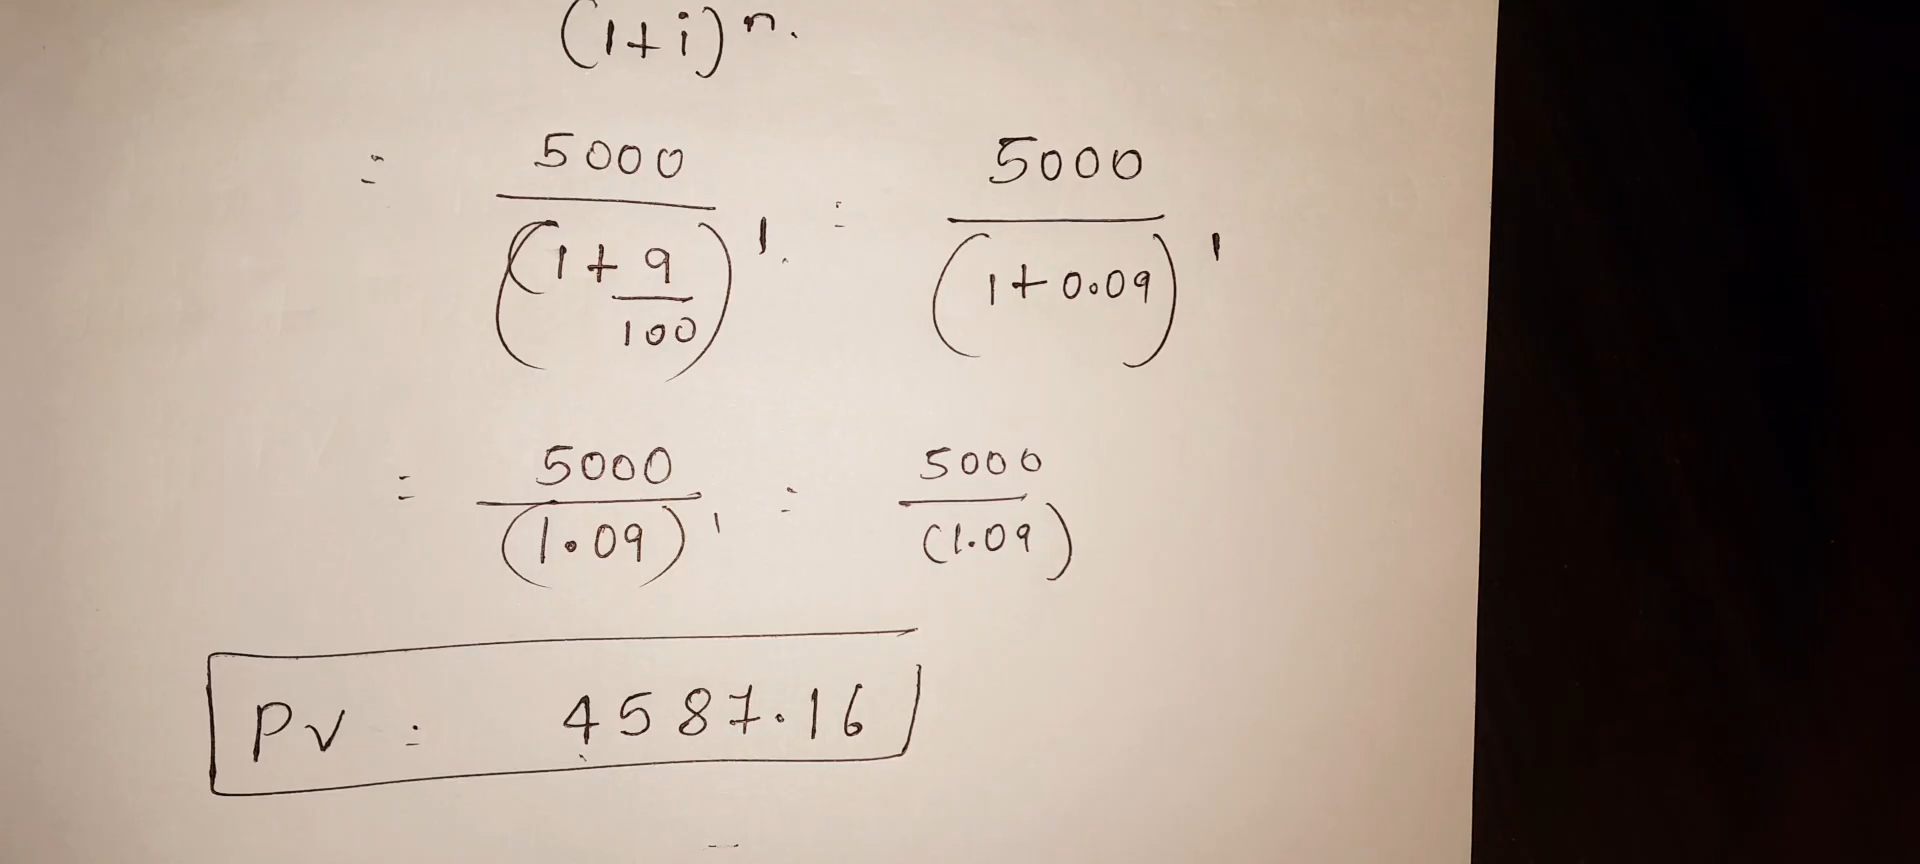 (1+i)ⁿ.
= 5000 / (1 + 9/100)¹. = 5000 / (1+0.09)¹
= 5000 / (1.09)¹ = 5000 / (1.09)
PV = 4587.16